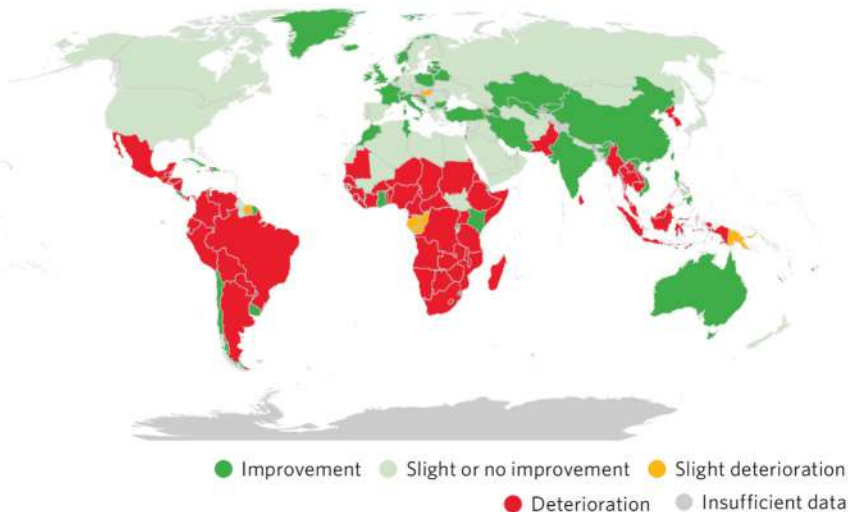 Improvement Slight or no improvement Slight deterioration
Deterioration Insufficient data